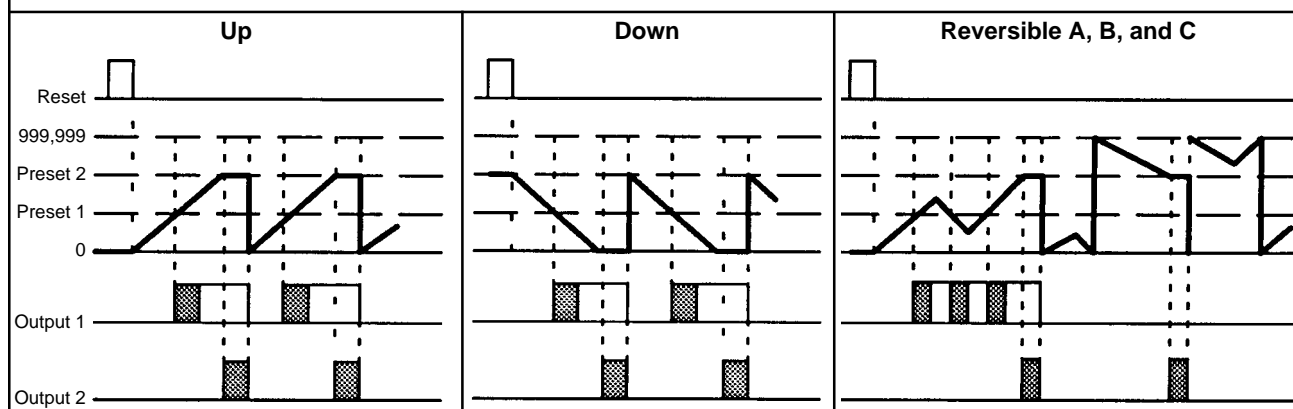 Up
Down
Reversible A, B, and C
Reset
999,999
Preset 2
Preset 1
0
Output 1
Output 2